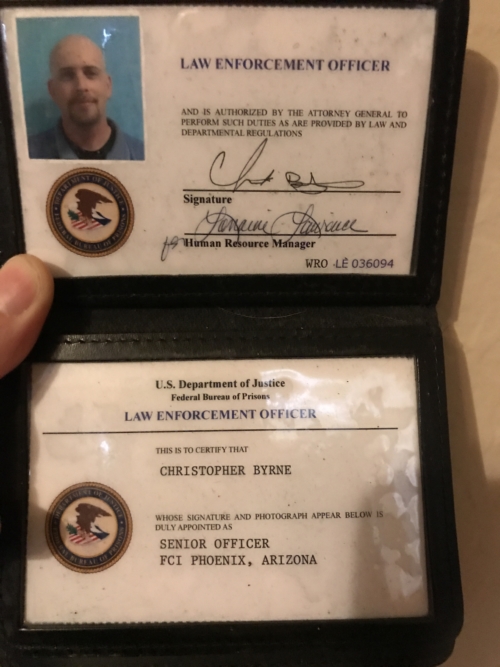 LAW ENFORCEMENT OFFICER
AND IS AUTHORIZED BY THE ATTORNEY GENERAL TO
PERFORM SUCH DUTIES AS ARE PROVIDED BY LAW AND
DEPARTMENTAL REGULATIONS
Signature
for Lorraine Lawrence
Human Resource Manager
WRO LE 036094
U.S. Department of Justice
Federal Bureau of Prisons
LAW ENFORCEMENT OFFICER
THIS IS TO CERTIFY THAT
CHRISTOPHER BYRNE
WHOSE SIGNATURE AND PHOTOGRAPH APPEAR BELOW IS
DULY APPOINTED AS
SENIOR OFFICER
FCI PHOENIX, ARIZONA